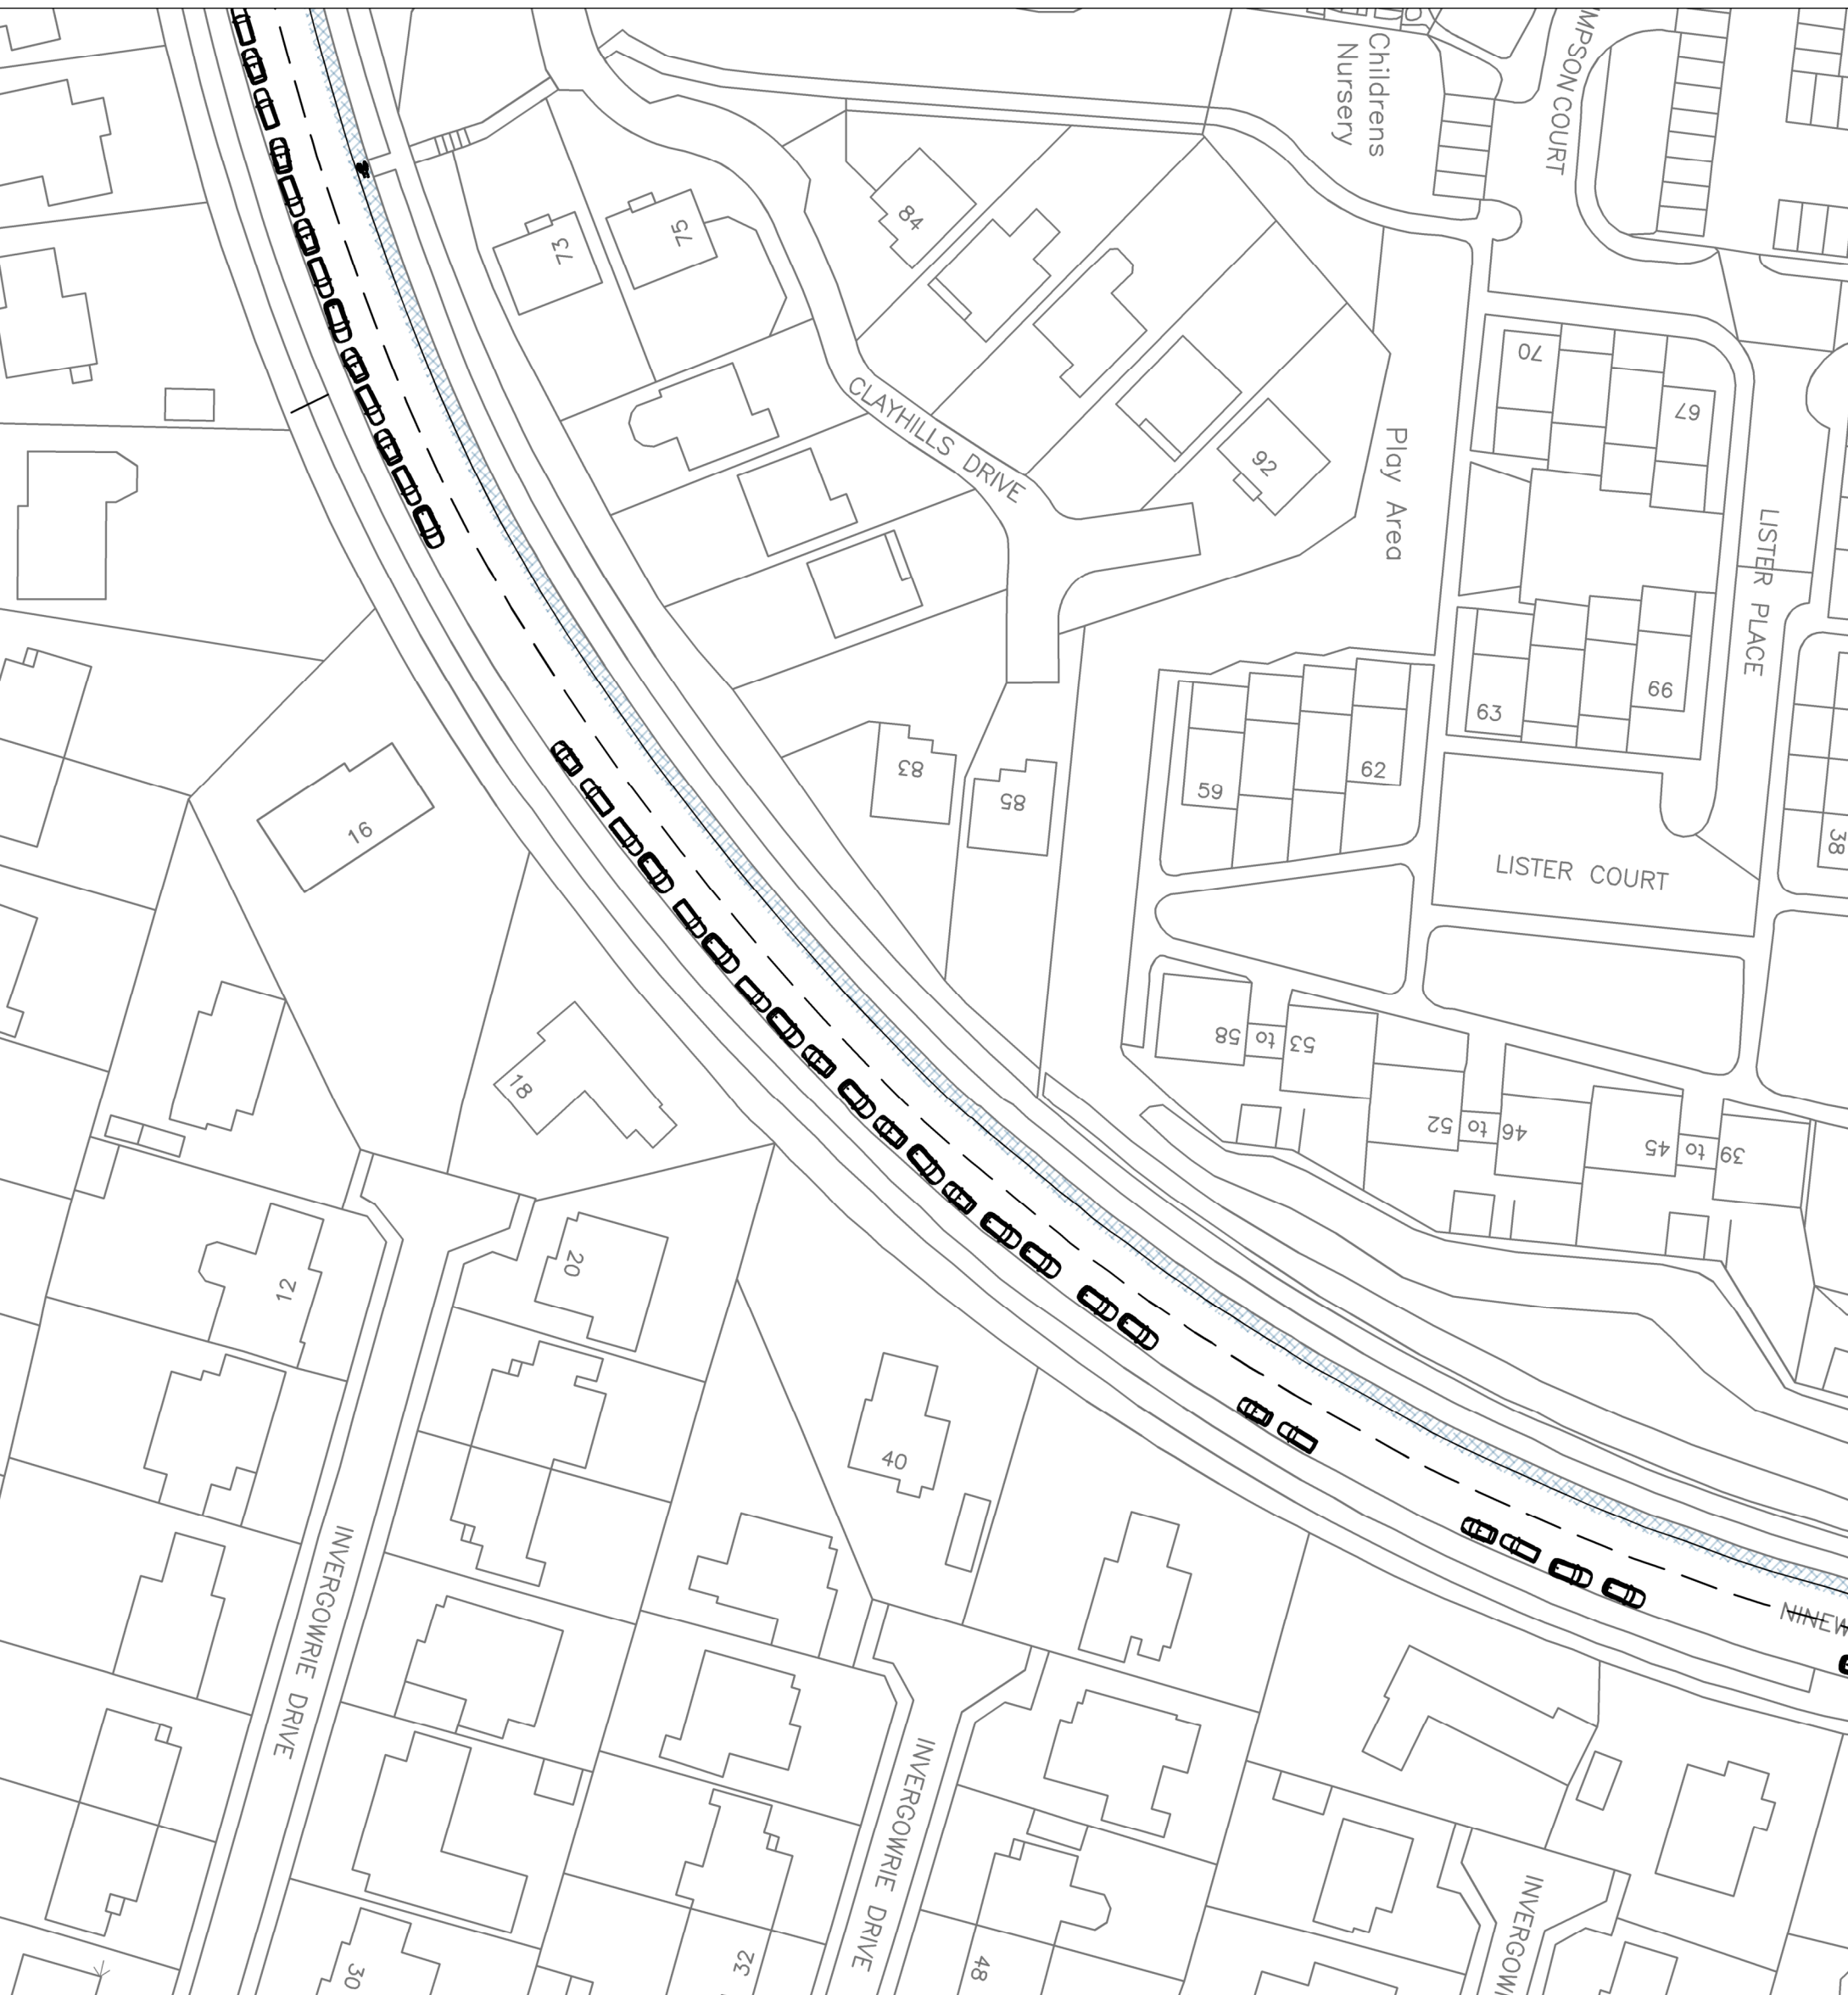 Childrens
Nursery
MPSON COURT
84
75
73
70
67
CLAYHILLS DRIVE
92
Play Area
LISTER PLACE
66
63
62
59
83
85
16
38
LISTER COURT
58 to 53
18
52 to 46
45 to 39
20
12
40
NINEW
INVERGOWRIE DRIVE
INVERGOWRIE DRIVE
INVERGOW
30
32
48